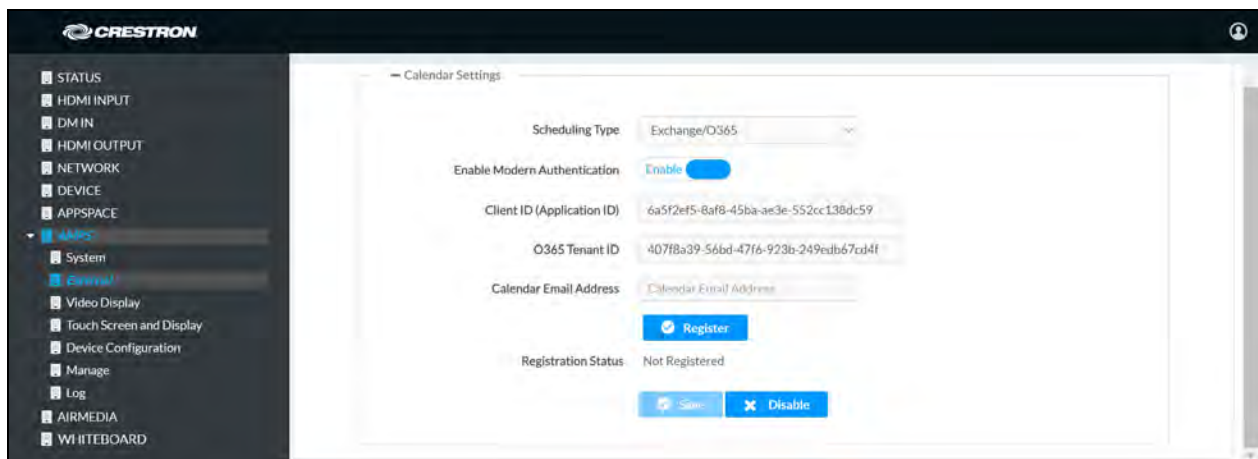 CRESTRON
STATUS
HDMI INPUT
DM IN
HDMI OUTPUT
NETWORK
DEVICE
APPSPACE
AMPS
System
General
Video Display
Touch Screen and Display
Device Configuration
Manage
Log
AIRMEDIA
WHITEBOARD
Calendar Settings
Scheduling Type Exchange/O365
Enable Modern Authentication Enable
Client ID (Application ID) 6a5f2ef5-8af8-45ba-ae3e-552cc138dc59
O365 Tenant ID 407f8a39-56bd-47f6-923b-249edb67cd4f
Calendar Email Address Calendar Email Address
Register
Registration Status Not Registered
Save Disable